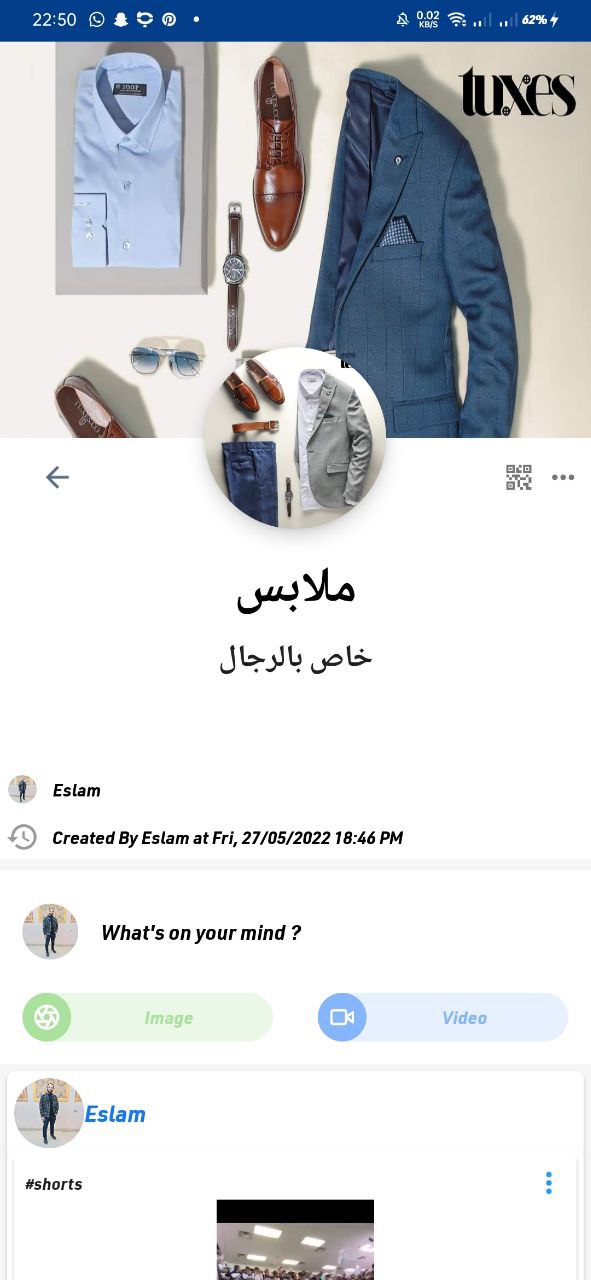 22:50
0.02
KB/S
62%
tuxes
ملابس
خاص بالرجال
Eslam
Created By Eslam at Fri, 27/05/2022 18:46 PM
What's on your mind ?
Image
Video
Eslam
#shorts